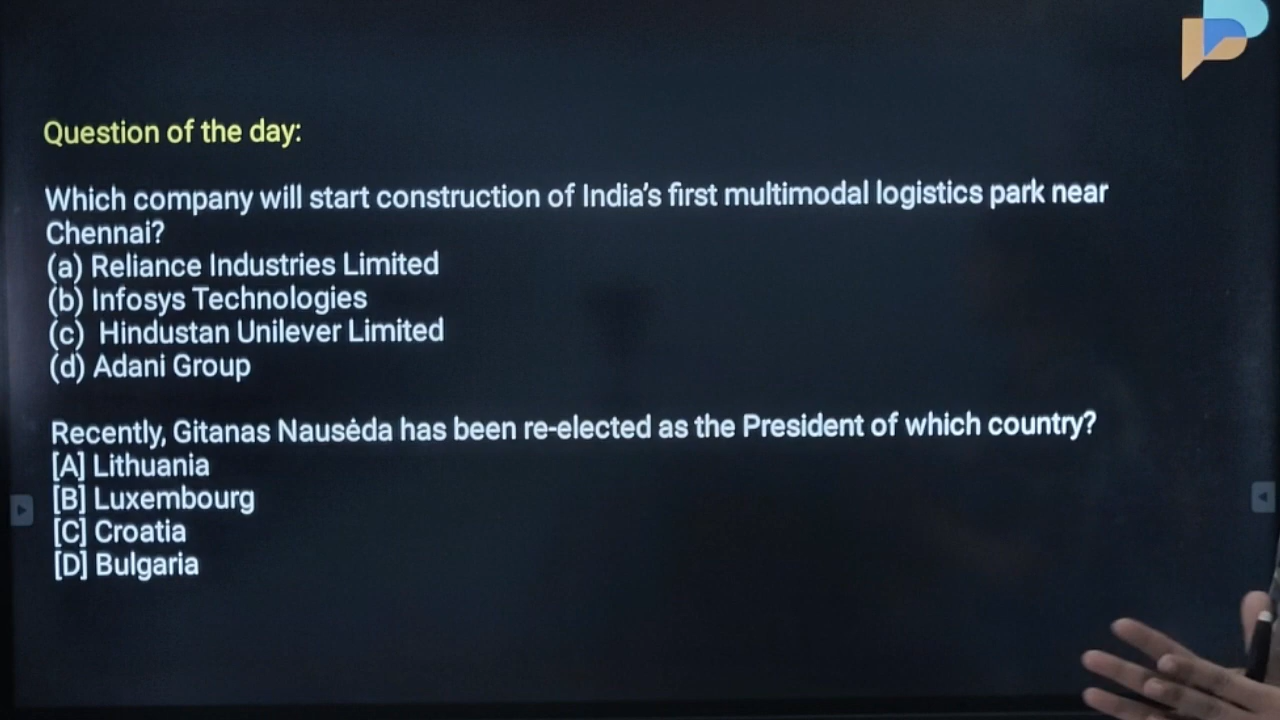 Question of the day:
Which company will start construction of India's first multimodal logistics park near
Chennai?
(a) Reliance Industries Limited
(b) Infosys Technologies
(c) Hindustan Unilever Limited
(d) Adani Group
Recently, Gitanas Nausėda has been re-elected as the President of which country?
[A] Lithuania
[B] Luxembourg
[C] Croatia
[D] Bulgaria